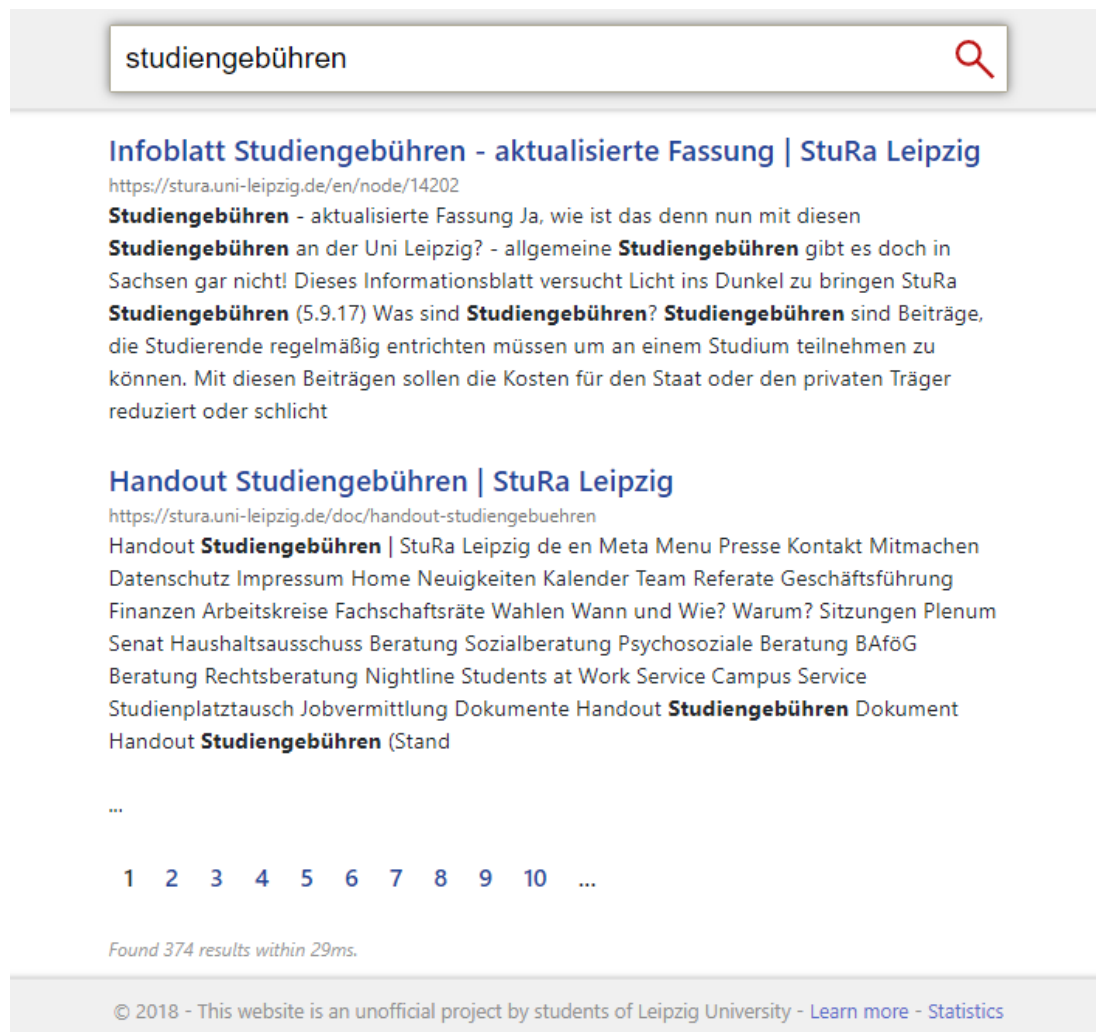 studiengebühren
Infoblatt Studiengebühren - aktualisierte Fassung | StuRa Leipzig
https://stura.uni-leipzig.de/en/node/14202
Studiengebühren - aktualisierte Fassung Ja, wie ist das denn nun mit diesen
Studiengebühren an der Uni Leipzig? - allgemeine Studiengebühren gibt es doch in
Sachsen gar nicht! Dieses Informationsblatt versucht Licht ins Dunkel zu bringen StuRa
Studiengebühren (5.9.17) Was sind Studiengebühren? Studiengebühren sind Beiträge,
die Studierende regelmäßig entrichten müssen um an einem Studium teilnehmen zu
können. Mit diesen Beiträgen sollen die Kosten für den Staat oder den privaten Träger
reduziert oder schlicht
Handout Studiengebühren | StuRa Leipzig
https://stura.uni-leipzig.de/doc/handout-studiengebuehren
Handout Studiengebühren | StuRa Leipzig de en Meta Menu Presse Kontakt Mitmachen
Datenschutz Impressum Home Neuigkeiten Kalender Team Referate Geschäftsführung
Finanzen Arbeitskreise Fachschaftsräte Wahlen Wann und Wie? Warum? Sitzungen Plenum
Senat Haushaltsausschuss Beratung Sozialberatung Psychosoziale Beratung BAföG
Beratung Rechtsberatung Nightline Students at Work Service Campus Service
Studienplatztausch Jobvermittlung Dokumente Handout Studiengebühren Dokument
Handout Studiengebühren (Stand
...
1 2 3 4 5 6 7 8 9 10 ...
Found 374 results within 29ms.
© 2018 - This website is an unofficial project by students of Leipzig University - Learn more - Statistics